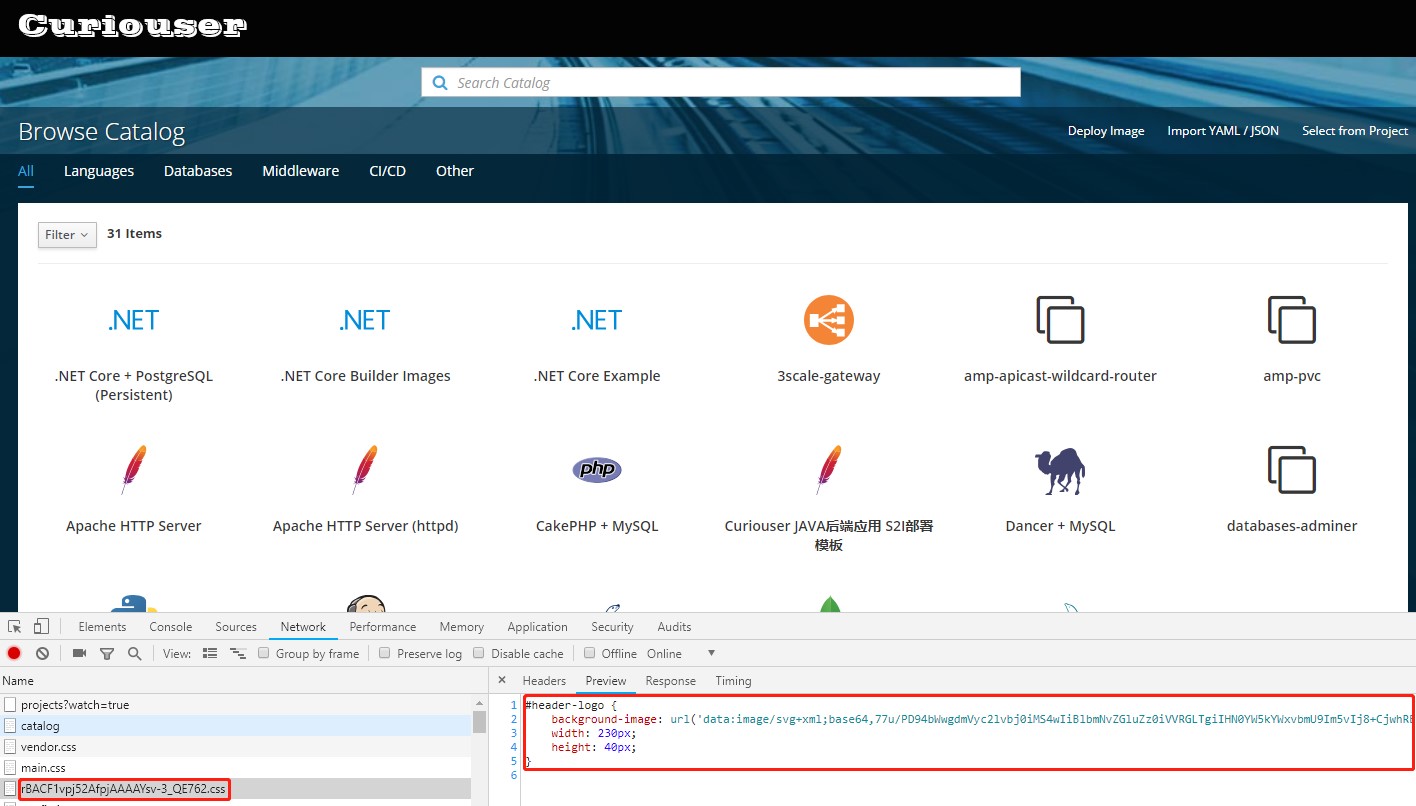 Curiouser
Search Catalog
Browse Catalog
Deploy Image
Import YAML / JSON
Select from Project
All
Languages
Databases
Middleware
CI/CD
Other
Filter
31 Items
.NET
.NET
.NET
.NET Core + PostgreSQL
(Persistent)
.NET Core Builder Images
.NET Core Example
3scale-gateway
amp-apicast-wildcard-router
amp-pvc
php
Apache HTTP Server
Apache HTTP Server (httpd)
CakePHP + MySQL
Curiouser JAVA后端应用 S2I部署
模板
Dancer + MySQL
databases-adminer
Elements
Console
Sources
Network
Performance
Memory
Application
Security
Audits
View:
Group by frame
Preserve log
Disable cache
Offline
Online
Name
projects?watch=true
catalog
vendor.css
main.css
rBACF1vpj52AfpjAAAAYsv-3_QE762.css
Headers
Preview
Response
Timing
1 #header-logo {
2 background-image: url('data:image/svg+xml;base64,77u/PD94bWwgdmVyc2lvbj0iMS4wIiBlbmNvZGluZz0iVVRGLTgiIHN0YW5kYWxvbmU9Im5vIj8+CjwhRE
3 width: 230px;
4 height: 40px;
5 }
6